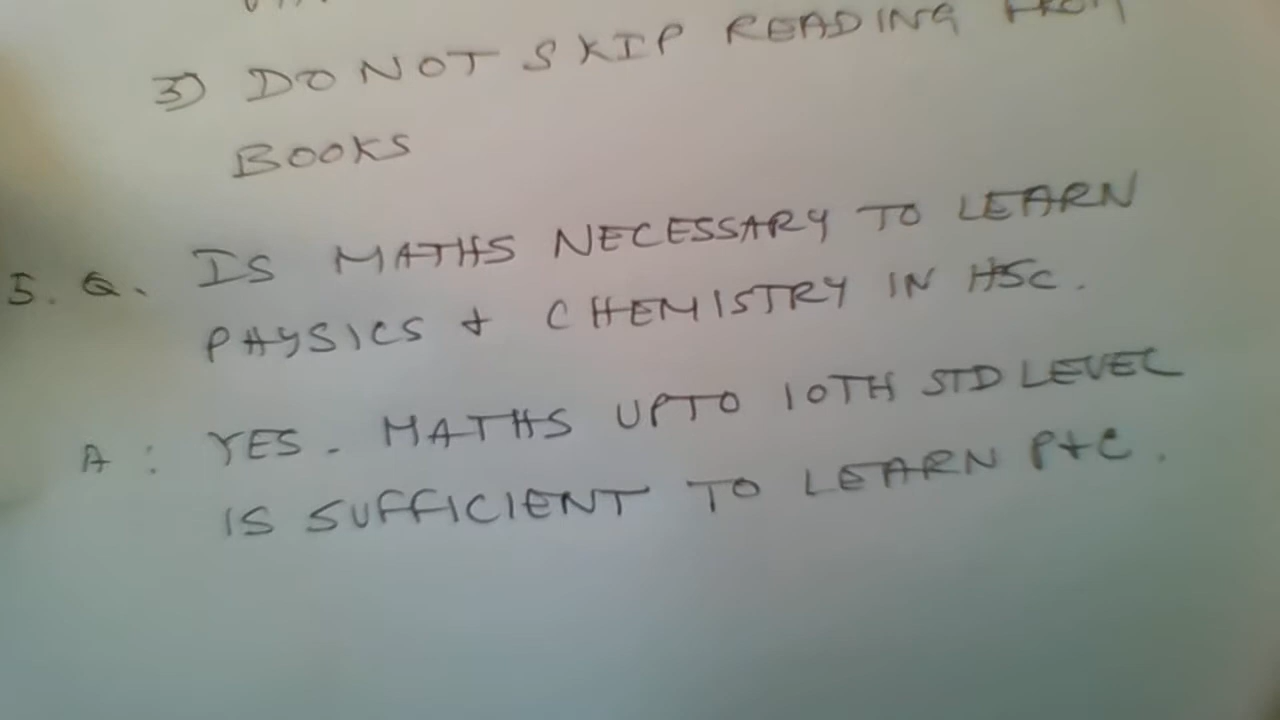 3) DO NOT SKIP READING FROM
BOOKS
5. Q. IS MATHS NECESSARY TO LEARN
PHYSICS + CHEMISTRY IN HSC.
A : YES. MATHS UPTO 10TH STD LEVEL
IS SUFFICIENT TO LEARN P+C.